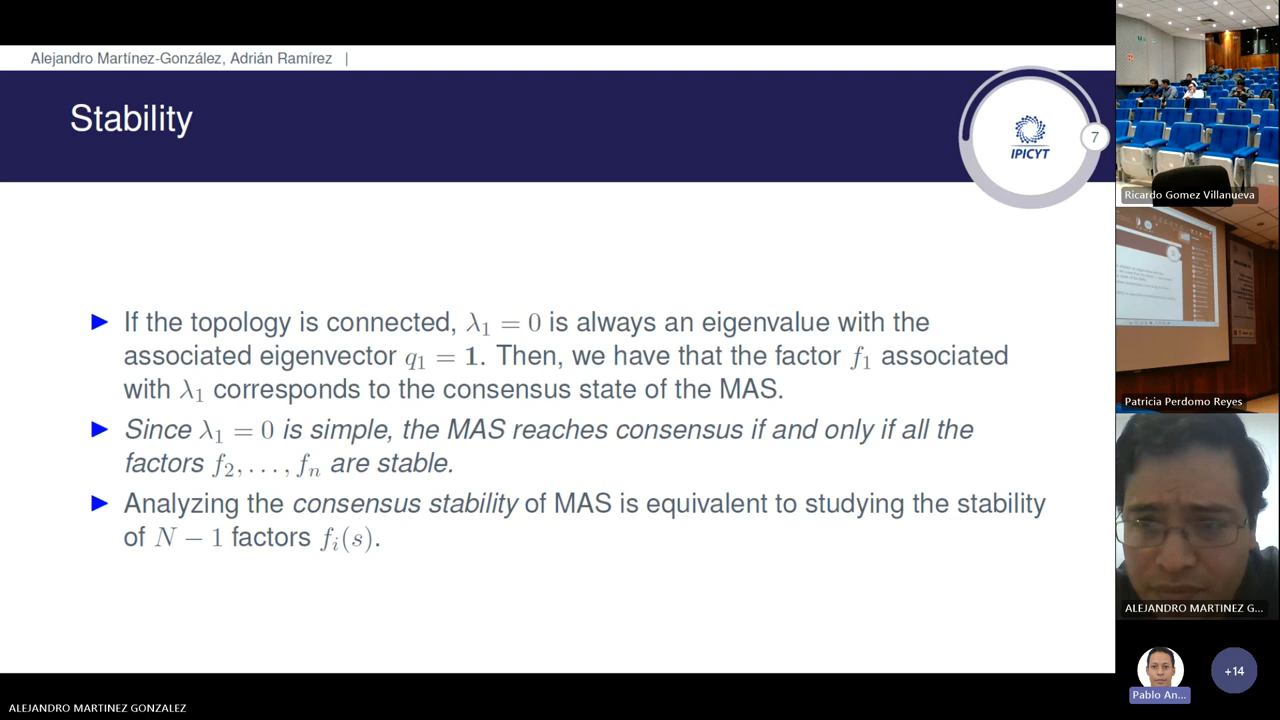 Alejandro Martínez-González, Adrián Ramírez |
Stability
7
IPICYT
► If the topology is connected, λ₁ = 0 is always an eigenvalue with the
associated eigenvector q₁ = 𝟏. Then, we have that the factor f₁ associated
with λ₁ corresponds to the consensus state of the MAS.
► Since λ₁ = 0 is simple, the MAS reaches consensus if and only if all the
factors f₂, . . . , fₙ are stable.
► Analyzing the consensus stability of MAS is equivalent to studying the stability
of N − 1 factors fᵢ(s).
Ricardo Gomez Villanueva
Patricia Perdomo Reyes
ALEJANDRO MARTINEZ G...
Pablo An...
+14
ALEJANDRO MARTINEZ GONZALEZ